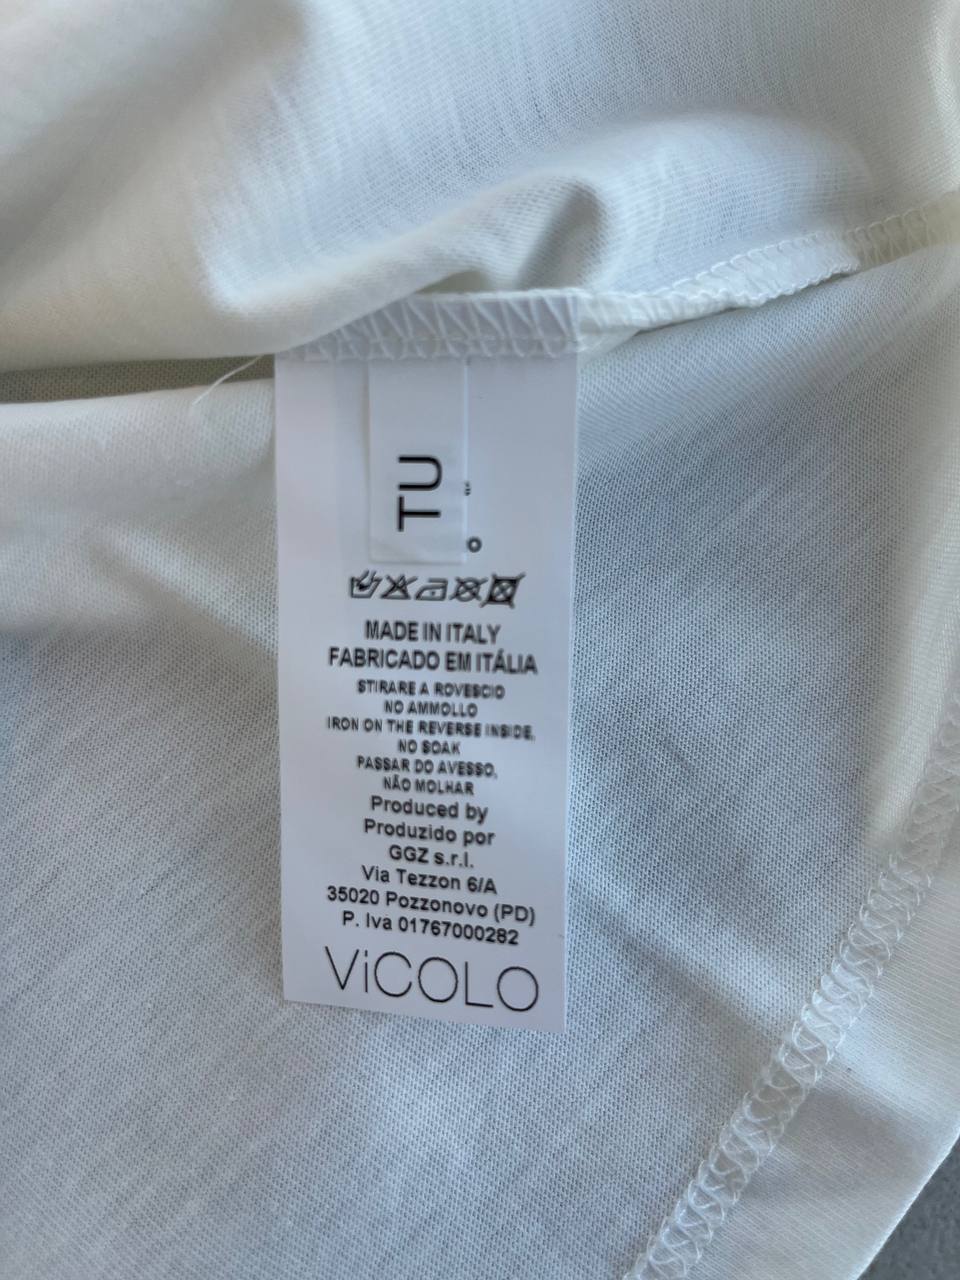 TU
MADE IN ITALY
FABRICADO EM ITÁLIA
STIRARE A ROVESCIO
NO AMMOLLO
IRON ON THE REVERSE INSIDE,
NO SOAK
PASSAR DO AVESSO,
NÃO MOLHAR
Produced by
Produzido por
GGZ s.r.l.
Via Tezzon 6/A
35020 Pozzonovo (PD)
P. Iva 01767000282
ViCOLO